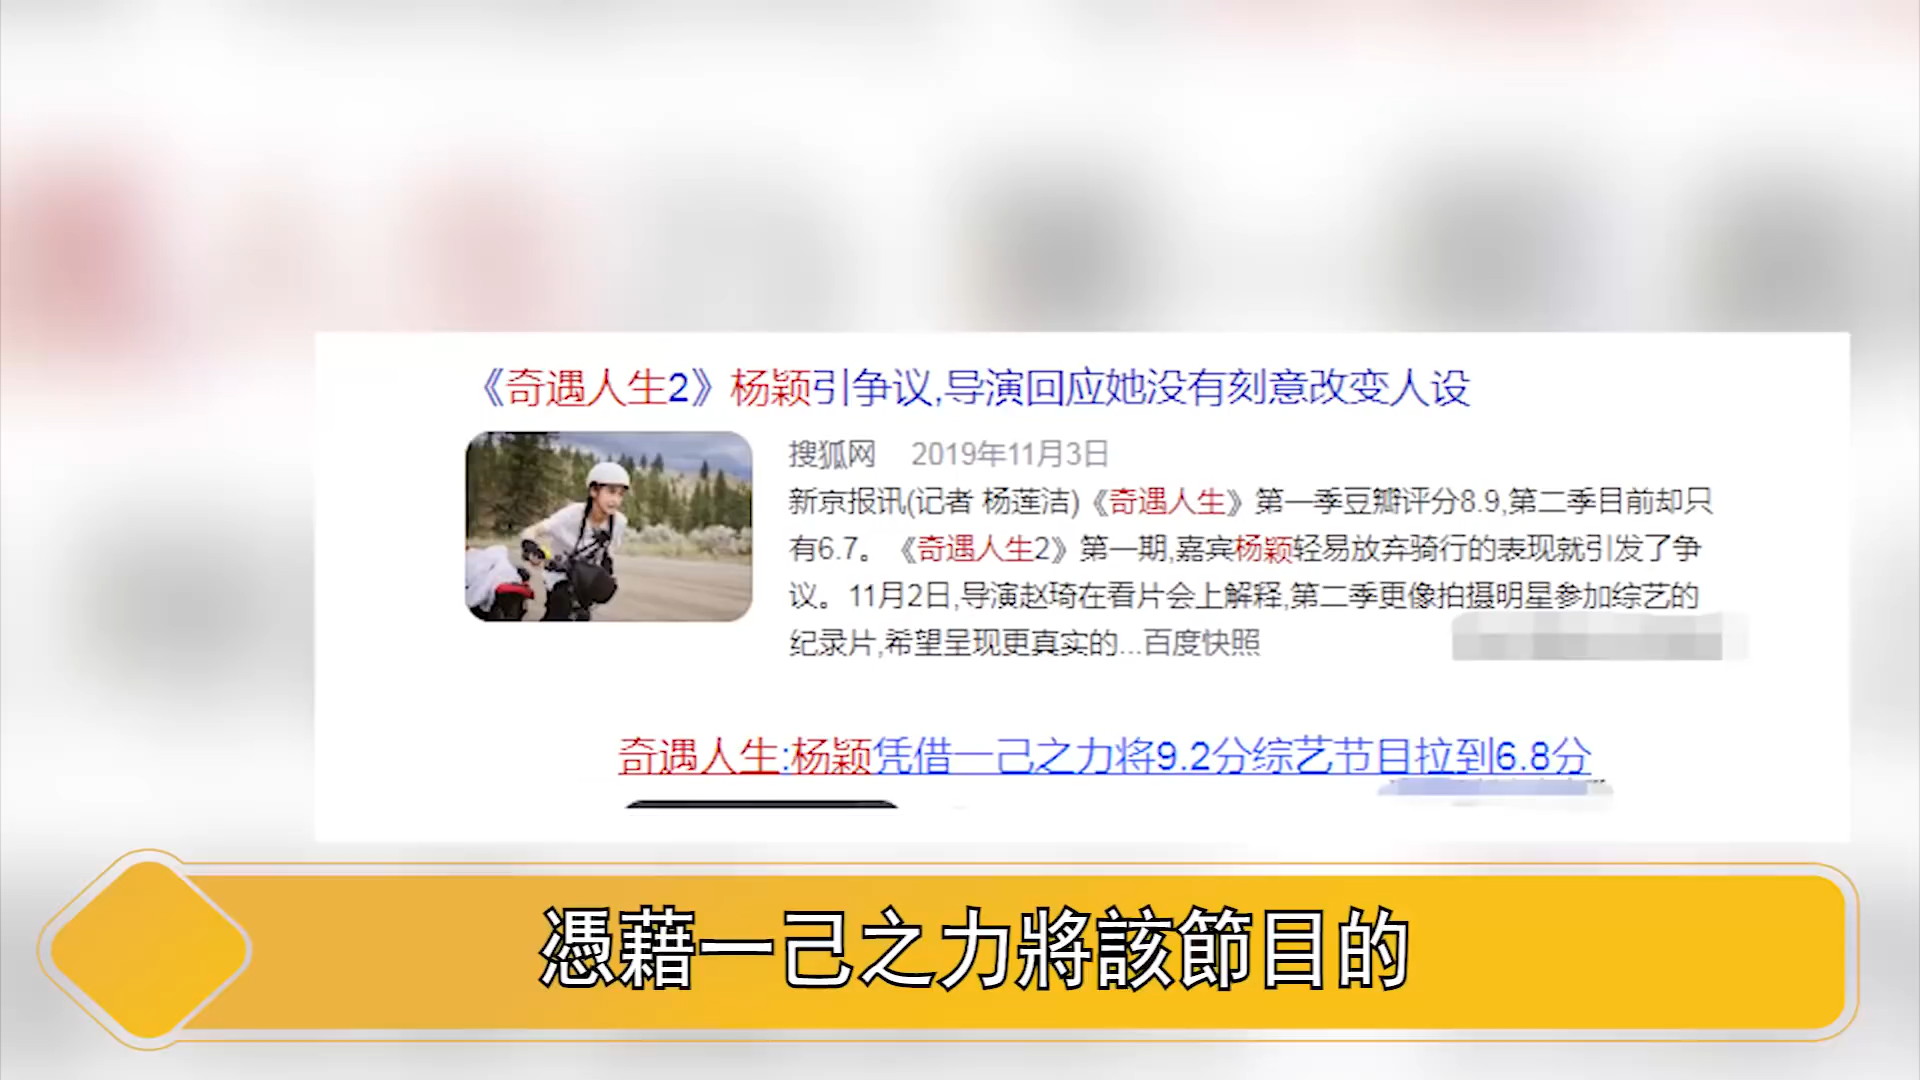 《奇遇人生2》杨颖引争议,导演回应她没有刻意改变人设
搜狐网 2019年11月3日
新京报讯(记者 杨莲洁)《奇遇人生》第一季豆瓣评分8.9,第二季目前却只
有6.7。《奇遇人生2》第一期,嘉宾杨颖轻易放弃骑行的表现就引发了争
议。11月2日,导演赵琦在看片会上解释,第二季更像拍摄明星参加综艺的
纪录片,希望呈现更真实的...百度快照
奇遇人生:杨颖凭借一己之力将9.2分综艺节目拉到6.8分
憑藉一己之力將該節目的